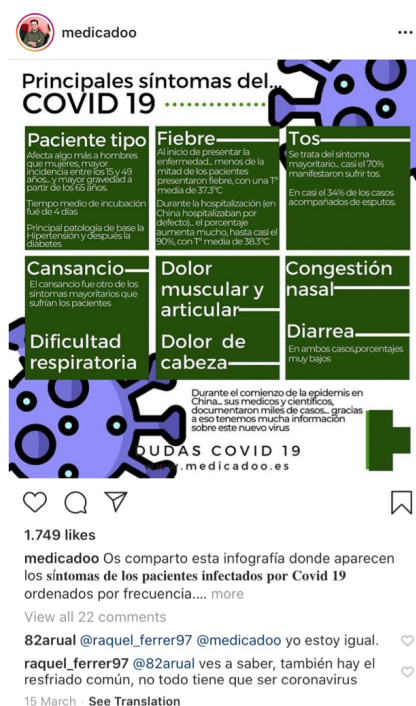 medicadoo
Principales síntomas del...
COVID 19
Paciente tipo
Afecta algo más a hombres
que mujeres, mayor
incidencia entre los 15 y 49
años... y mayor gravedad a
partir de los 65 años.
Tiempo medio de incubación
fué de 4 días
Principal patología de base la
Hipertensión y después la
diabetes
Fiebre
Al inicio de presentar la
enfermedad... menos de la
mitad de los pacientes
presentaron fiebre, con una Tº
media de 37.3ºC
Durante la hospitalización (en
China hospitalizaban por
defecto)... el porcentaje
aumenta mucho, hasta casi el
90%, con Tº media de 38.3ºC
Tos
Se trata del síntoma
mayoritario... casi el 70%
manifestaron sufrir tos.
En casi el 34% de los casos
acompañados de esputos.
Cansancio
El cansancio fue otro de los
síntomas mayoritarios que
sufrían los pacientes
Dificultad
respiratoria
Dolor
muscular y
articular
Dolor de
cabeza
Congestión
nasal
Diarrea
En ambos casos,porcentajes
muy bajos
Durante el comienzo de la epidemis en
China... sus medicos y científicos,
documentaron miles de casos... gracias
a eso tenemos mucha información
sobre este nuevo virus
DUDAS COVID 19
www.medicadoo.es
1.749 likes
medicadoo Os comparto esta infografía donde aparecen
los síntomas de los pacientes infectados por Covid 19
ordenados por frecuencia.... more
View all 22 comments
82arual @raquel_ferrer97 @medicadoo yo estoy igual.
raquel_ferrer97 @82arual ves a saber, también hay el
resfriado común, no todo tiene que ser coronavirus
15 March · See Translation